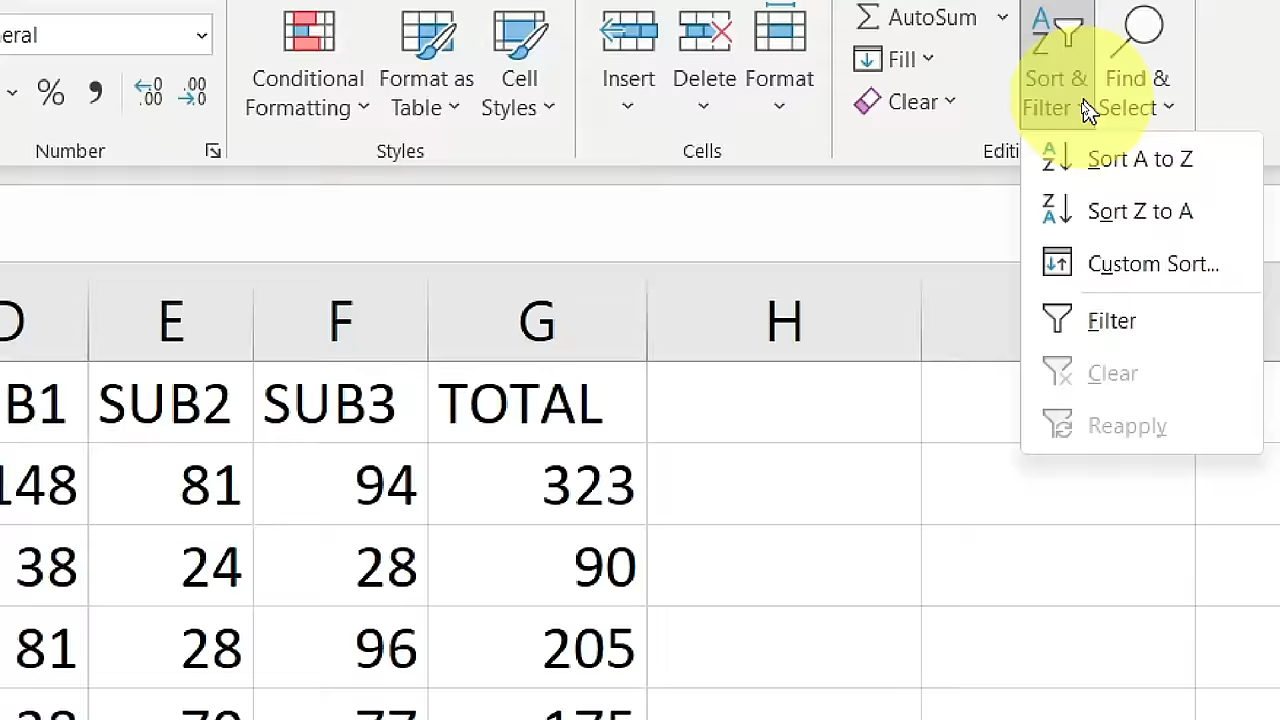 eral
AutoSum
Fill
Clear
Conditional
Formatting
Format as
Table
Cell
Styles
Insert
Delete
Format
Sort &
Filter
Find &
Select
Number
Styles
Cells
Editi
Sort A to Z
Sort Z to A
Custom Sort...
Filter
Clear
Reapply
D E F G H
B1 SUB2 SUB3 TOTAL
148 81 94 323
38 24 28 90
81 28 96 205